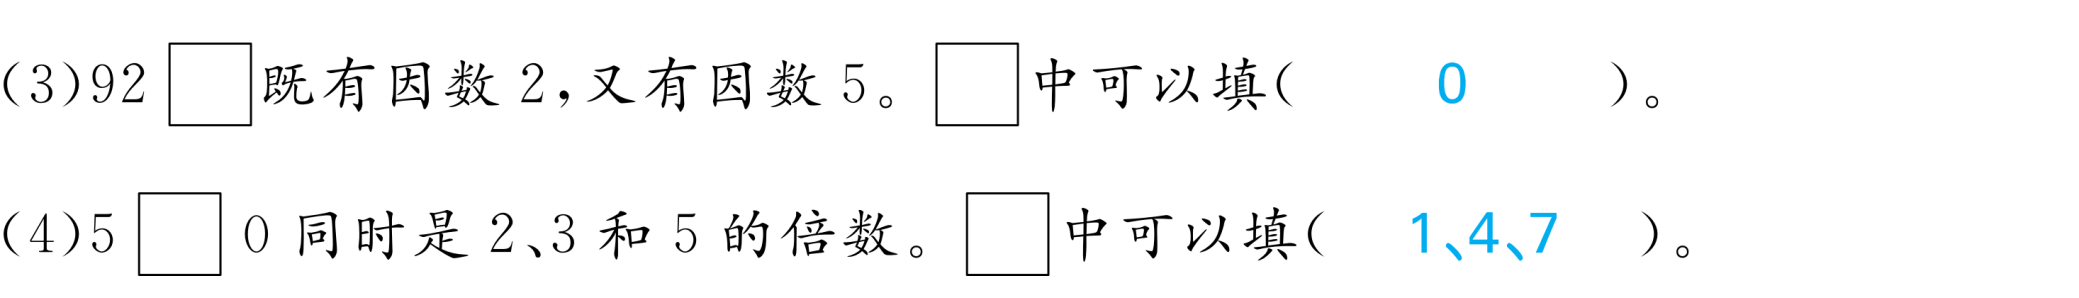 (3)92□既有因数2,又有因数5。□中可以填( 0 )。
(4)5□0同时是2、3和5的倍数。□中可以填( 1、4、7 )。